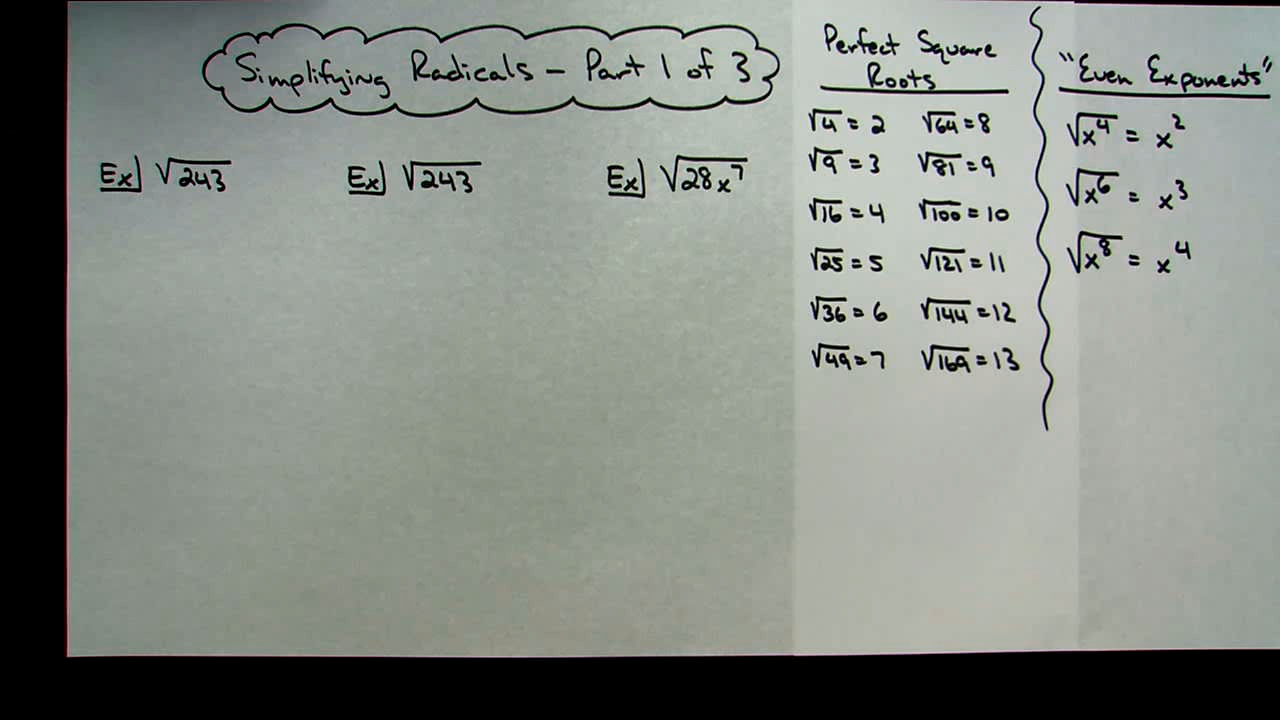 Simplifying Radicals – Part 1 of 3
Ex] √243
Ex] √243
Ex] √28x⁷
Perfect Square
Roots
√4 = 2 √64 = 8
√9 = 3 √81 = 9
√16 = 4 √100 = 10
√25 = 5 √121 = 11
√36 = 6 √144 = 12
√49 = 7 √169 = 13
"Even Exponents"
√x⁴ = x²
√x⁶ = x³
√x⁸ = x⁴